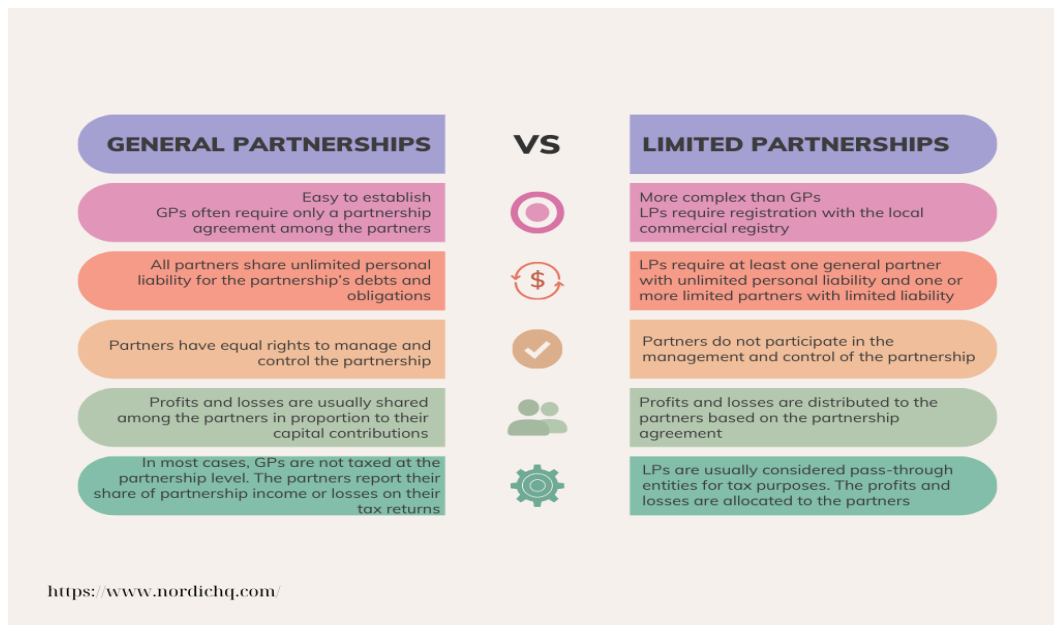 GENERAL PARTNERSHIPS
VS
LIMITED PARTNERSHIPS
Easy to establish
GPs often require only a partnership
agreement among the partners
More complex than GPs
LPs require registration with the local
commercial registry
All partners share unlimited personal
liability for the partnership's debts and
obligations
$
LPs require at least one general partner
with unlimited personal liability and one or
more limited partners with limited liability
Partners have equal rights to manage and
control the partnership
Partners do not participate in the
management and control of the partnership
Profits and losses are usually shared
among the partners in proportion to their
capital contributions
Profits and losses are distributed to the
partners based on the partnership
agreement
In most cases, GPs are not taxed at the
partnership level. The partners report their
share of partnership income or losses on their
tax returns
LPs are usually considered pass-through
entities for tax purposes. The profits and
losses are allocated to the partners
https://www.nordichq.com/